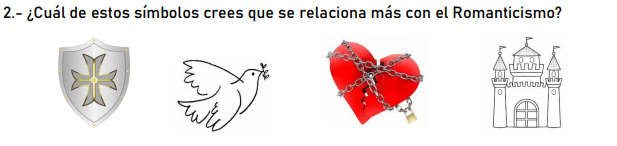 2.- ¿Cuál de estos símbolos crees que se relaciona más con el Romanticismo?